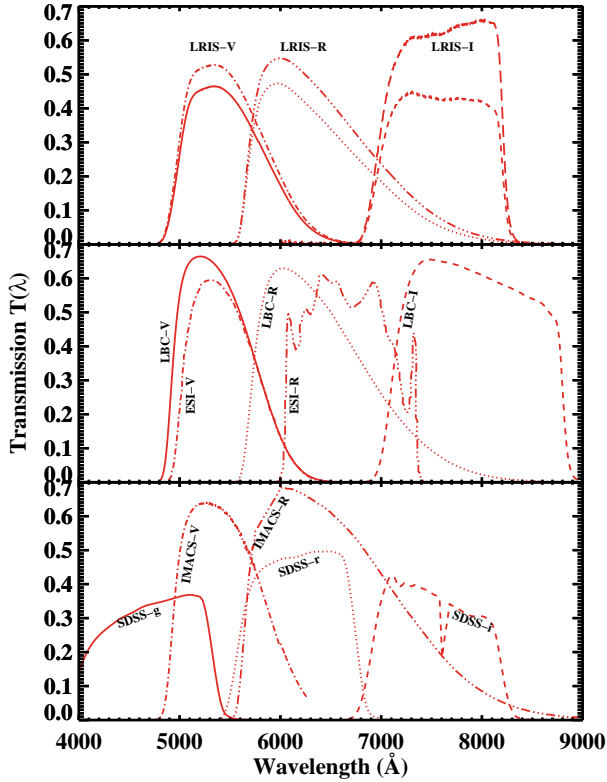 0.7
0.6
0.5
0.4
0.3
0.2
0.1
0.0
LRIS−V
LRIS−R
LRIS−I
0.7
0.6
0.5
0.4
0.3
0.2
0.1
0.0
LBC−V
ESI−V
LBC−R
ESI−R
LBC−I
0.7
0.6
0.5
0.4
0.3
0.2
0.1
0.0
SDSS−g
IMACS−V
IMACS−R
SDSS−r
SDSS−i
Transmission T(λ)
4000 5000 6000 7000 8000 9000
Wavelength (Å)